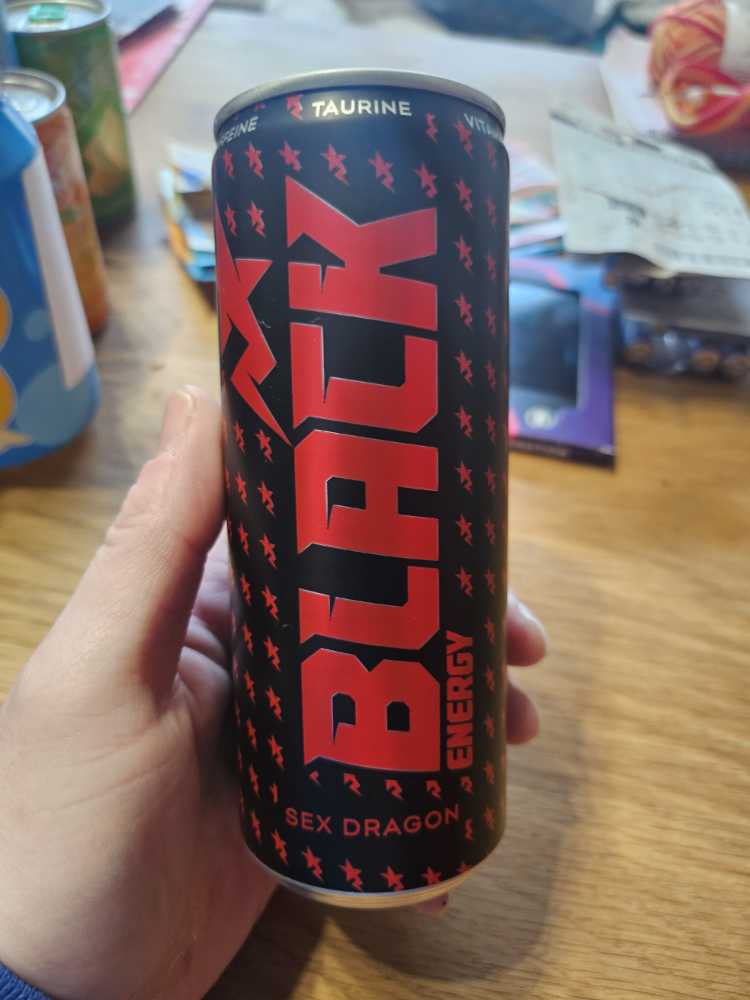 TAURINE
BLACK
ENERGY
SEX DRAGON